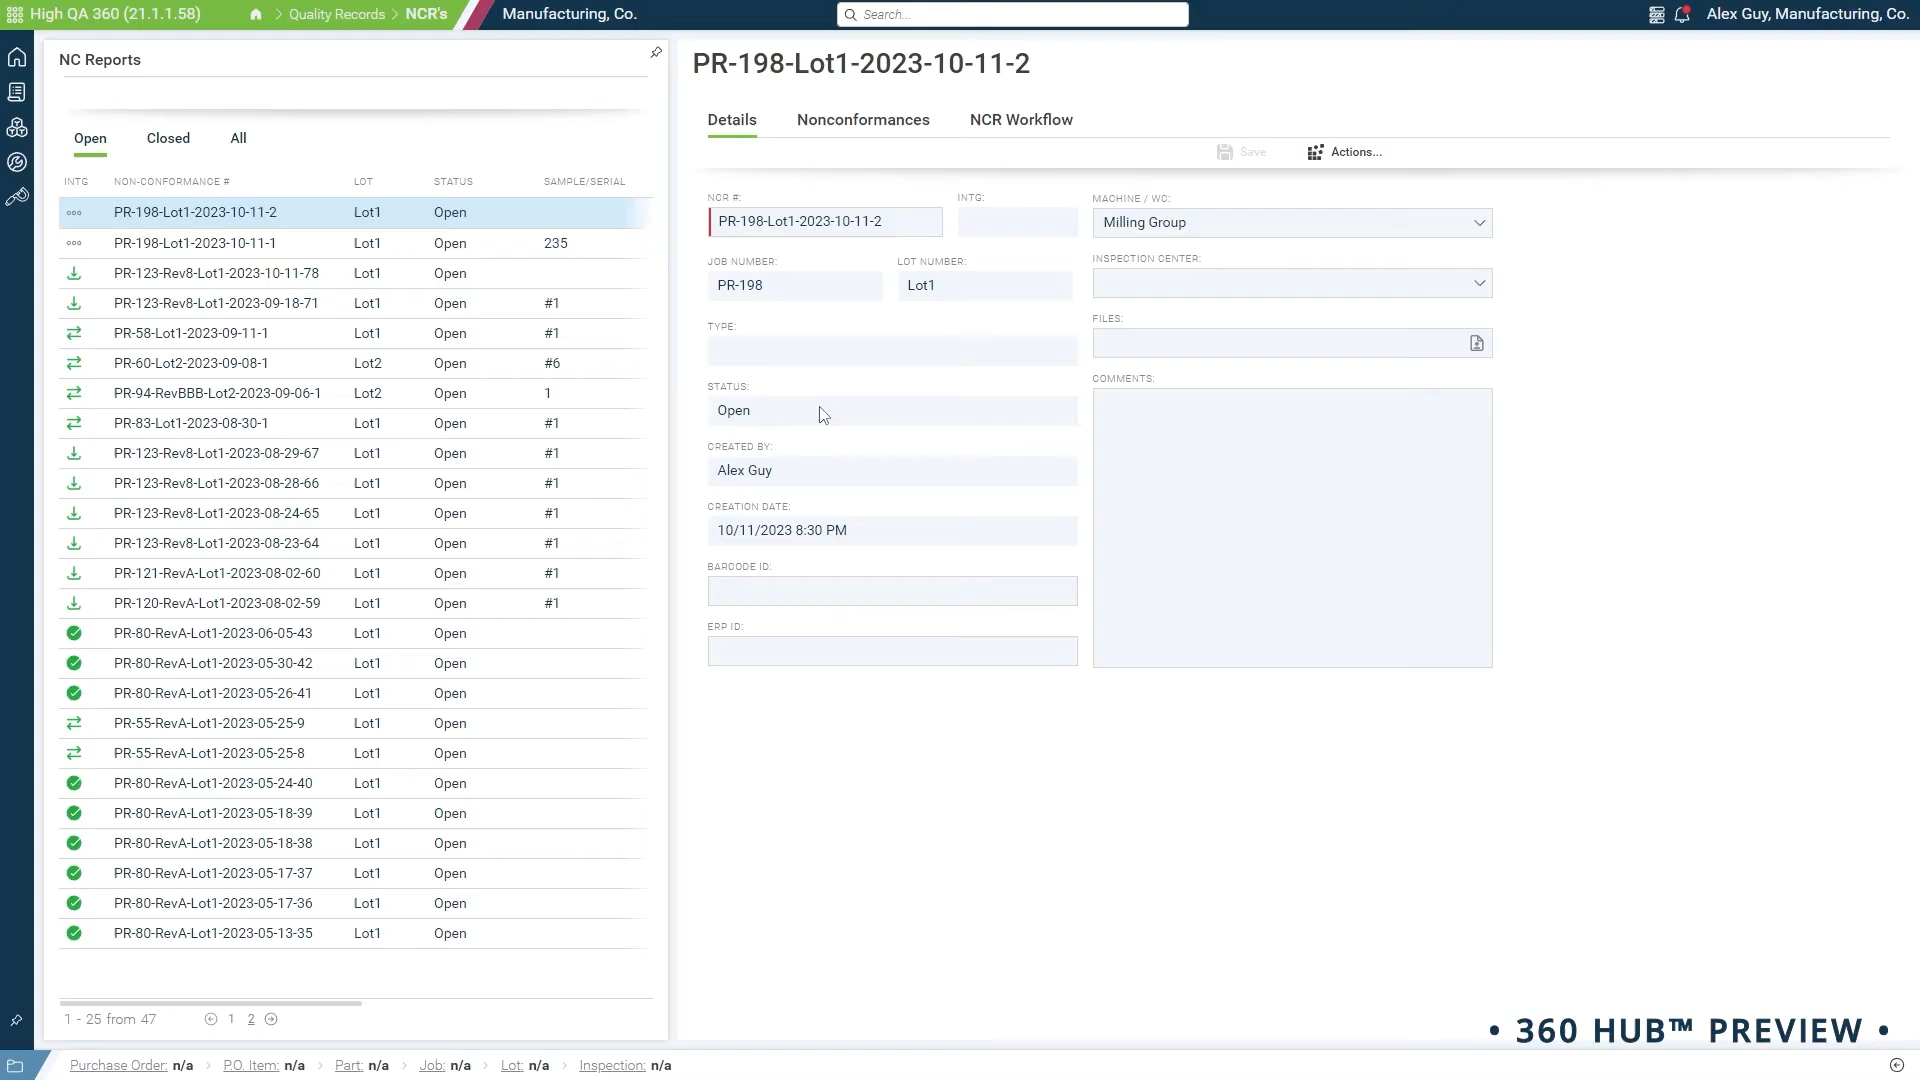 High QA 360 (21.1.1.58) Quality Records NCR's Manufacturing, Co. Search... Alex Guy, Manufacturing, Co.
NC Reports
Open Closed All
INTG NON-CONFORMANCE # LOT STATUS SAMPLE/SERIAL
PR-198-Lot1-2023-10-11-2 Lot1 Open
PR-198-Lot1-2023-10-11-1 Lot1 Open 235
PR-123-Rev8-Lot1-2023-10-11-78 Lot1 Open
PR-123-Rev8-Lot1-2023-09-18-71 Lot1 Open #1
PR-58-Lot1-2023-09-11-1 Lot1 Open #1
PR-60-Lot2-2023-09-08-1 Lot2 Open #6
PR-94-RevBBB-Lot2-2023-09-06-1 Lot2 Open 1
PR-83-Lot1-2023-08-30-1 Lot1 Open #1
PR-123-Rev8-Lot1-2023-08-29-67 Lot1 Open #1
PR-123-Rev8-Lot1-2023-08-28-66 Lot1 Open #1
PR-123-Rev8-Lot1-2023-08-24-65 Lot1 Open #1
PR-123-Rev8-Lot1-2023-08-23-64 Lot1 Open #1
PR-121-RevA-Lot1-2023-08-02-60 Lot1 Open #1
PR-120-RevA-Lot1-2023-08-02-59 Lot1 Open #1
PR-80-RevA-Lot1-2023-06-05-43 Lot1 Open
PR-80-RevA-Lot1-2023-05-30-42 Lot1 Open
PR-80-RevA-Lot1-2023-05-26-41 Lot1 Open
PR-55-RevA-Lot1-2023-05-25-9 Lot1 Open
PR-55-RevA-Lot1-2023-05-25-8 Lot1 Open
PR-80-RevA-Lot1-2023-05-24-40 Lot1 Open
PR-80-RevA-Lot1-2023-05-18-39 Lot1 Open
PR-80-RevA-Lot1-2023-05-18-38 Lot1 Open
PR-80-RevA-Lot1-2023-05-17-37 Lot1 Open
PR-80-RevA-Lot1-2023-05-17-36 Lot1 Open
PR-80-RevA-Lot1-2023-05-13-35 Lot1 Open
1 - 25 from 47 1 2
PR-198-Lot1-2023-10-11-2
Details Nonconformances NCR Workflow
Save Actions...
NCR #: INTG:
PR-198-Lot1-2023-10-11-2
JOB NUMBER: LOT NUMBER:
PR-198 Lot1
TYPE:
STATUS:
Open
CREATED BY:
Alex Guy
CREATION DATE:
10/11/2023 8:30 PM
BARCODE ID:
ERP ID:
MACHINE / WC:
Milling Group
INSPECTION CENTER:
FILES:
COMMENTS:
• 360 HUB™ PREVIEW •
Purchase Order: n/a P.O. Item: n/a Part: n/a Job: n/a Lot: n/a Inspection: n/a